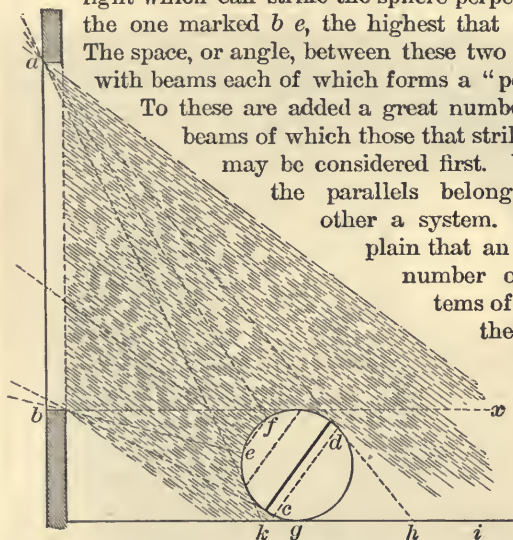 light which can strike the sphere perpe
the one marked b e, the highest that
The space, or angle, between these two
with beams each of which forms a “pe
To these are added a great numbe
beams of which those that strik
may be considered first.
the parallels belong
other a system.
plain that an
number o
tems of
the
a
b
x
f
e
d
c
k g h i